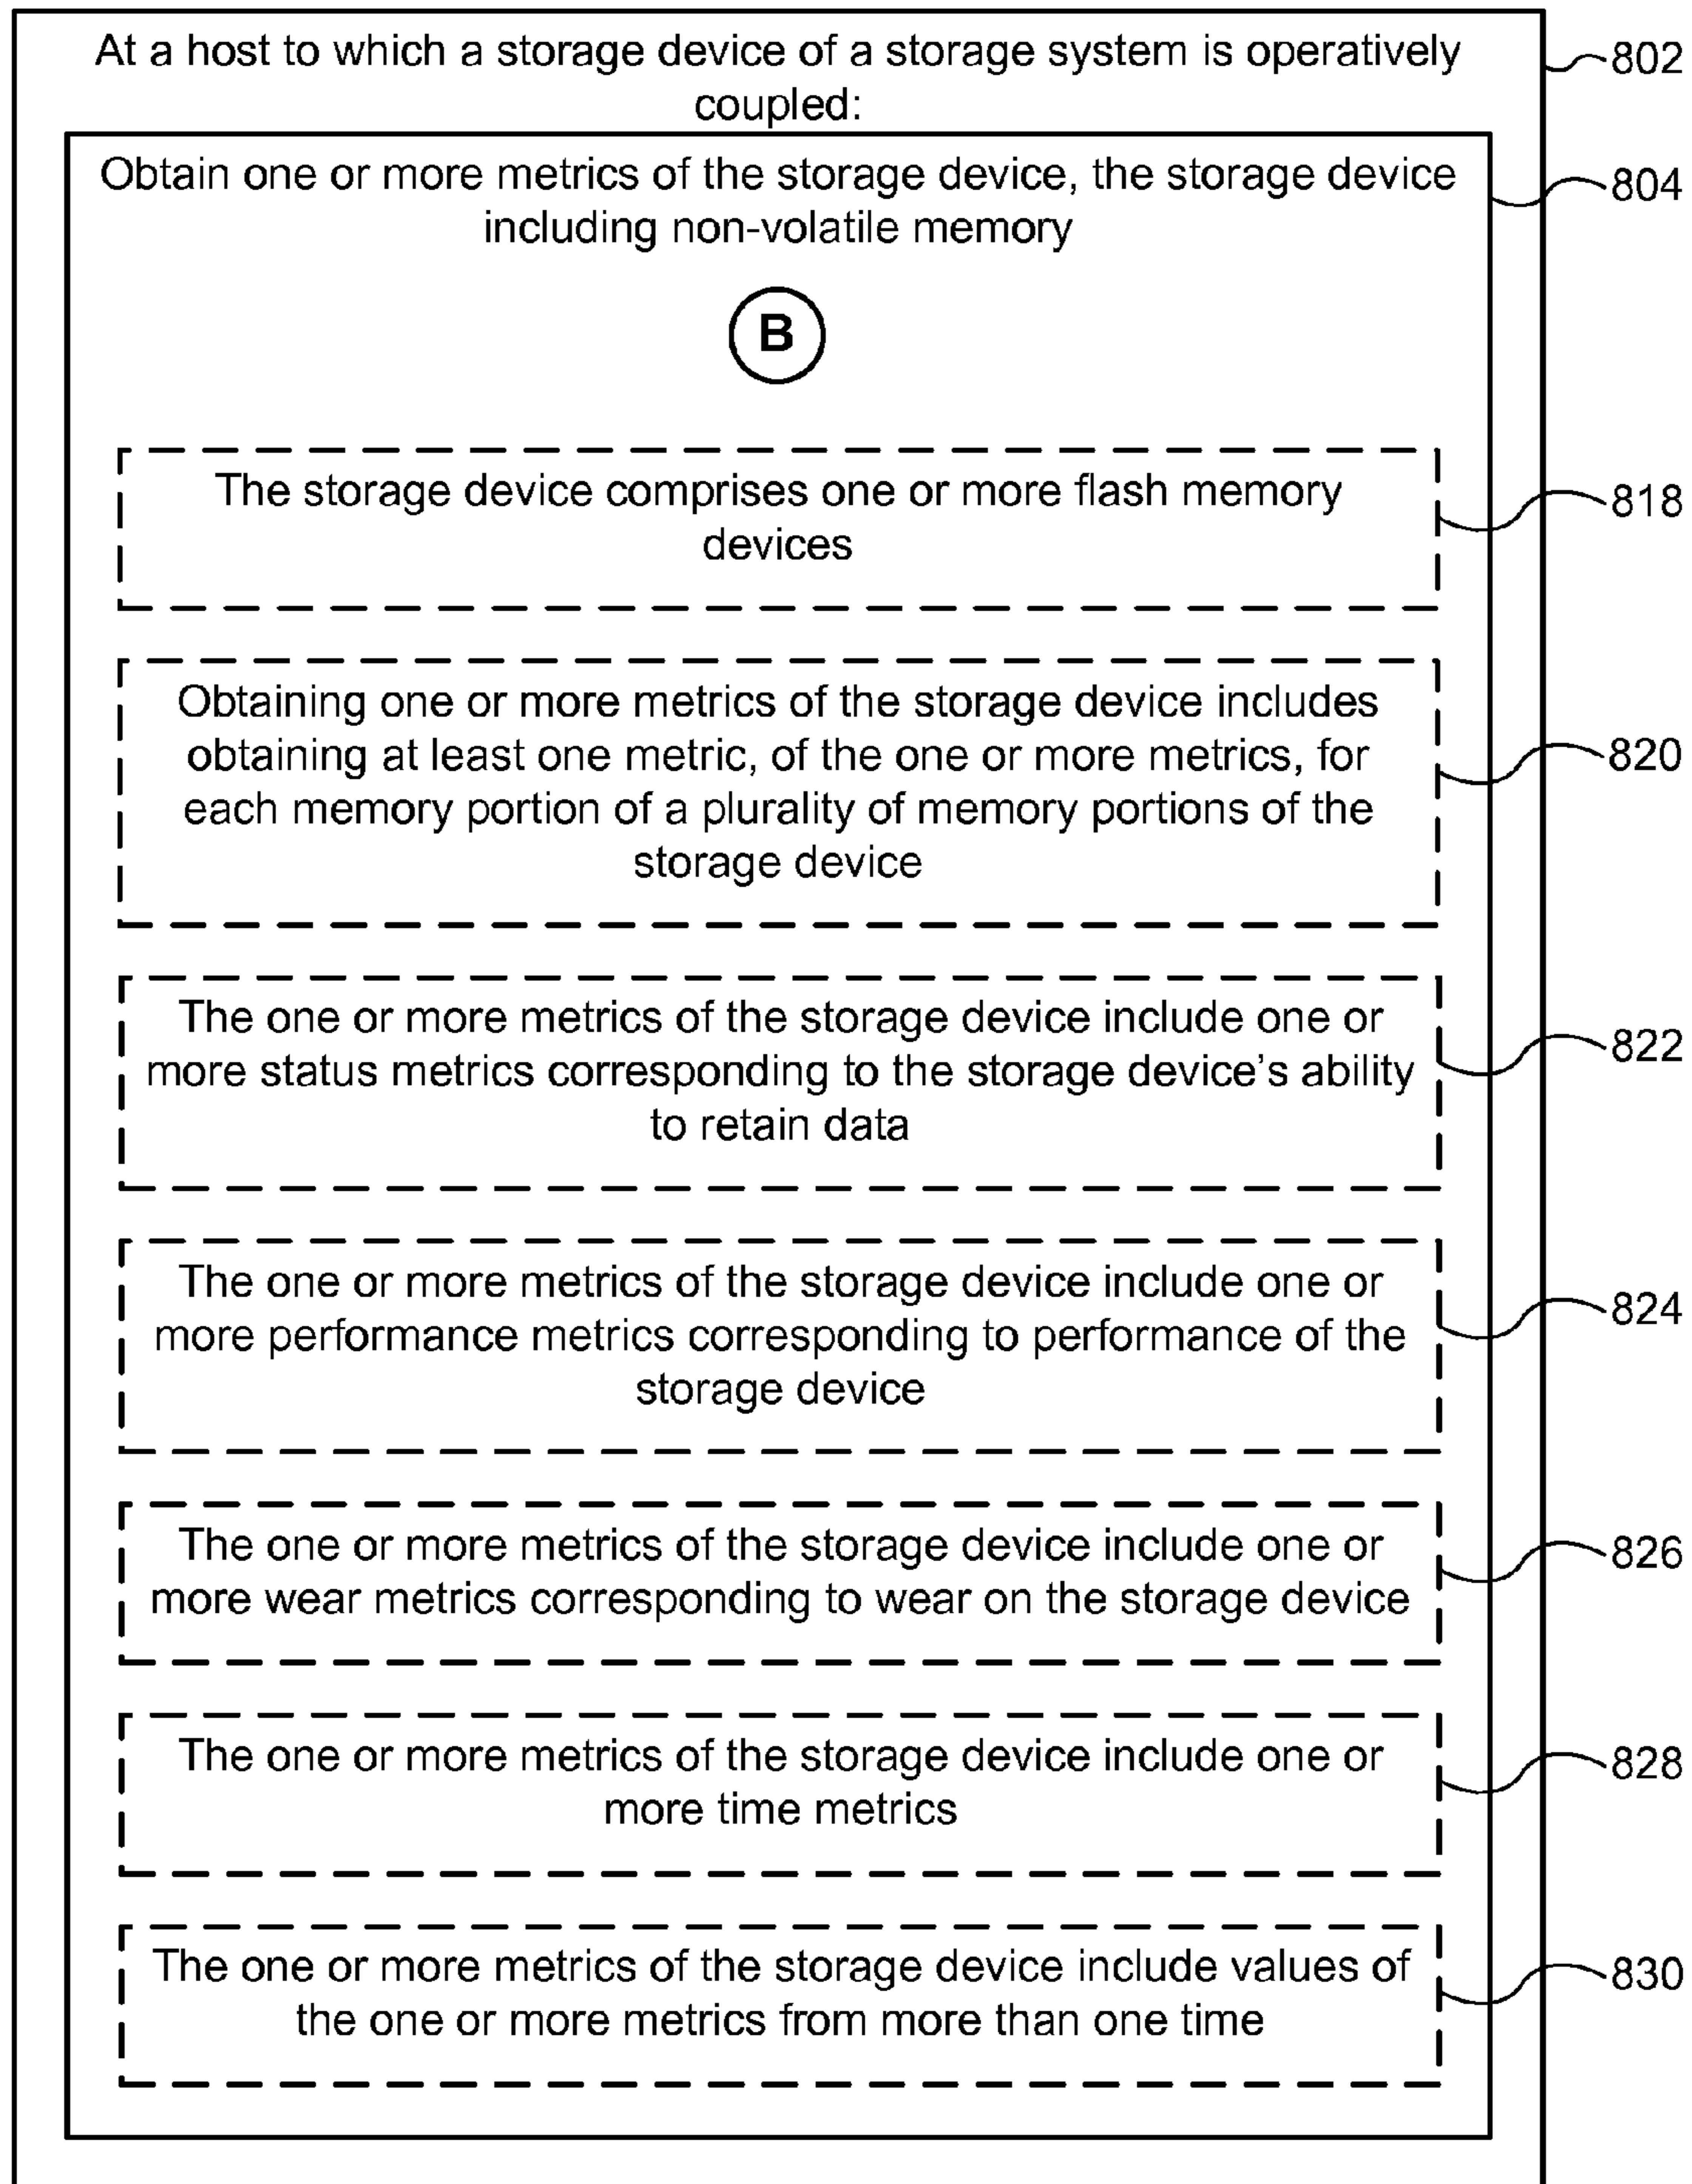 At a host to which a storage device of a storage system is operatively
coupled:
802
Obtain one or more metrics of the storage device, the storage device
including non-volatile memory
804
B
The storage device comprises one or more flash memory
devices
818
Obtaining one or more metrics of the storage device includes
obtaining at least one metric, of the one or more metrics, for
each memory portion of a plurality of memory portions of the
storage device
820
The one or more metrics of the storage device include one or
more status metrics corresponding to the storage device’s ability
to retain data
822
The one or more metrics of the storage device include one or
more performance metrics corresponding to performance of the
storage device
824
The one or more metrics of the storage device include one or
more wear metrics corresponding to wear on the storage device
826
The one or more metrics of the storage device include one or
more time metrics
828
The one or more metrics of the storage device include values of
the one or more metrics from more than one time
830